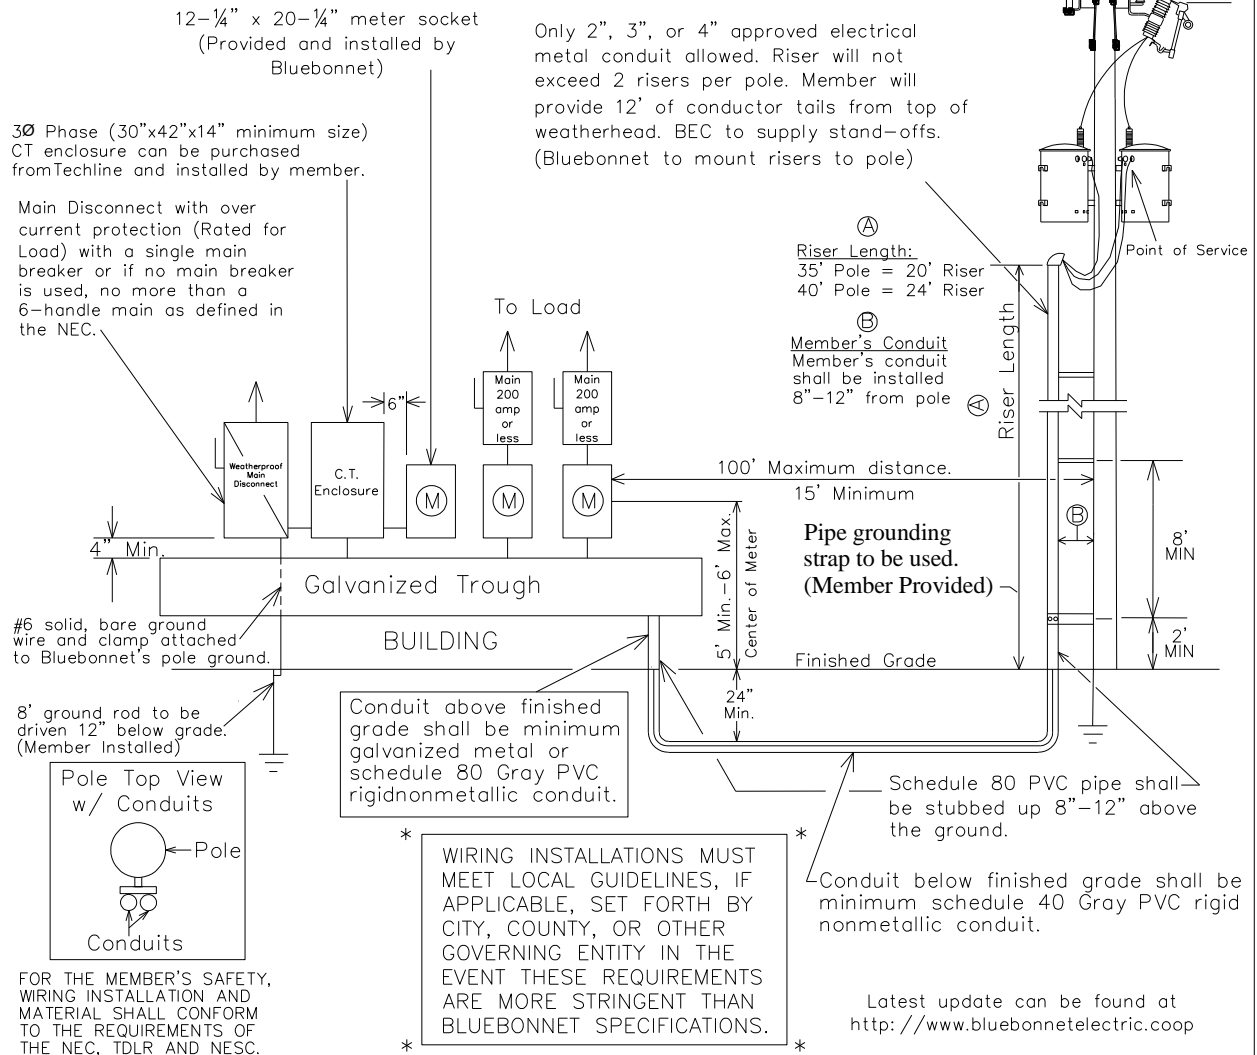 12-¼" x 20-¼" meter socket
(Provided and installed by
Bluebonnet)
Only 2", 3", or 4" approved electrical
metal conduit allowed. Riser will not
exceed 2 risers per pole. Member will
provide 12' of conductor tails from top of
weatherhead. BEC to supply stand-offs.
(Bluebonnet to mount risers to pole)
3Ø Phase (30"x42"x14" minimum size)
CT enclosure can be purchased
fromTechline and installed by member.
Main Disconnect with over
current protection (Rated for
Load) with a single main
breaker or if no main breaker
is used, no more than a
6-handle main as defined in
the NEC.
A
Riser Length:
35' Pole = 20' Riser
40' Pole = 24' Riser
B
Member's Conduit
Member's conduit
shall be installed
8"-12" from pole
Point of Service
A
Riser Length
To Load
Main
200
amp
or
less
Main
200
amp
or
less
6"
Weatherproof
Main
Disconnect
C.T.
Enclosure
M
M
M
100' Maximum distance.
15' Minimum
B
8'
MIN
2'
MIN
Pipe grounding
strap to be used.
(Member Provided)
5' Min.-6' Max.
Center of Meter
4" Min.
Galvanized Trough
BUILDING
Finished Grade
#6 solid, bare ground
wire and clamp attached
to Bluebonnet's pole ground.
24"
Min.
8' ground rod to be
driven 12" below grade.
(Member Installed)
Conduit above finished
grade shall be minimum
galvanized metal or
schedule 80 Gray PVC
rigidnonmetallic conduit.
Schedule 80 PVC pipe shall
be stubbed up 8"-12" above
the ground.
Pole Top View
w/ Conduits
Pole
Conduits
* *
WIRING INSTALLATIONS MUST
MEET LOCAL GUIDELINES, IF
APPLICABLE, SET FORTH BY
CITY, COUNTY, OR OTHER
GOVERNING ENTITY IN THE
EVENT THESE REQUIREMENTS
ARE MORE STRINGENT THAN
BLUEBONNET SPECIFICATIONS.
* *
Conduit below finished grade shall be
minimum schedule 40 Gray PVC rigid
nonmetallic conduit.
FOR THE MEMBER'S SAFETY,
WIRING INSTALLATION AND
MATERIAL SHALL CONFORM
TO THE REQUIREMENTS OF
THE NEC, TDLR AND NESC.
Latest update can be found at
http: //www.bluebonnetelectric.coop